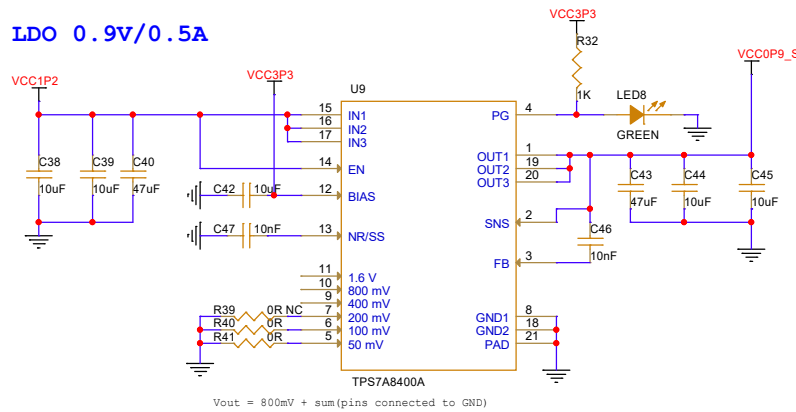 LDO 0.9V/0.5A
VCC3P3
R32
1K
VCC0P9_S
VCC1P2
VCC3P3
U9
LED8
GREEN
C38
10uF
C39
10uF
C40
47uF
C42
10uF
C47
10nF
15 IN1
16 IN2
17 IN3
14 EN
12 BIAS
13 NR/SS
11 1.6 V
10 800 mV
9 400 mV
R39 0R NC 7 200 mV
R40 0R 6 100 mV
R41 0R 5 50 mV
PG 4
OUT1 1
OUT2 19
OUT3 20
SNS 2
FB 3
GND1 8
GND2 18
PAD 21
C46
10nF
C43
47uF
C44
10uF
C45
10uF
TPS7A8400A
Vout = 800mV + sum(pins connected to GND)